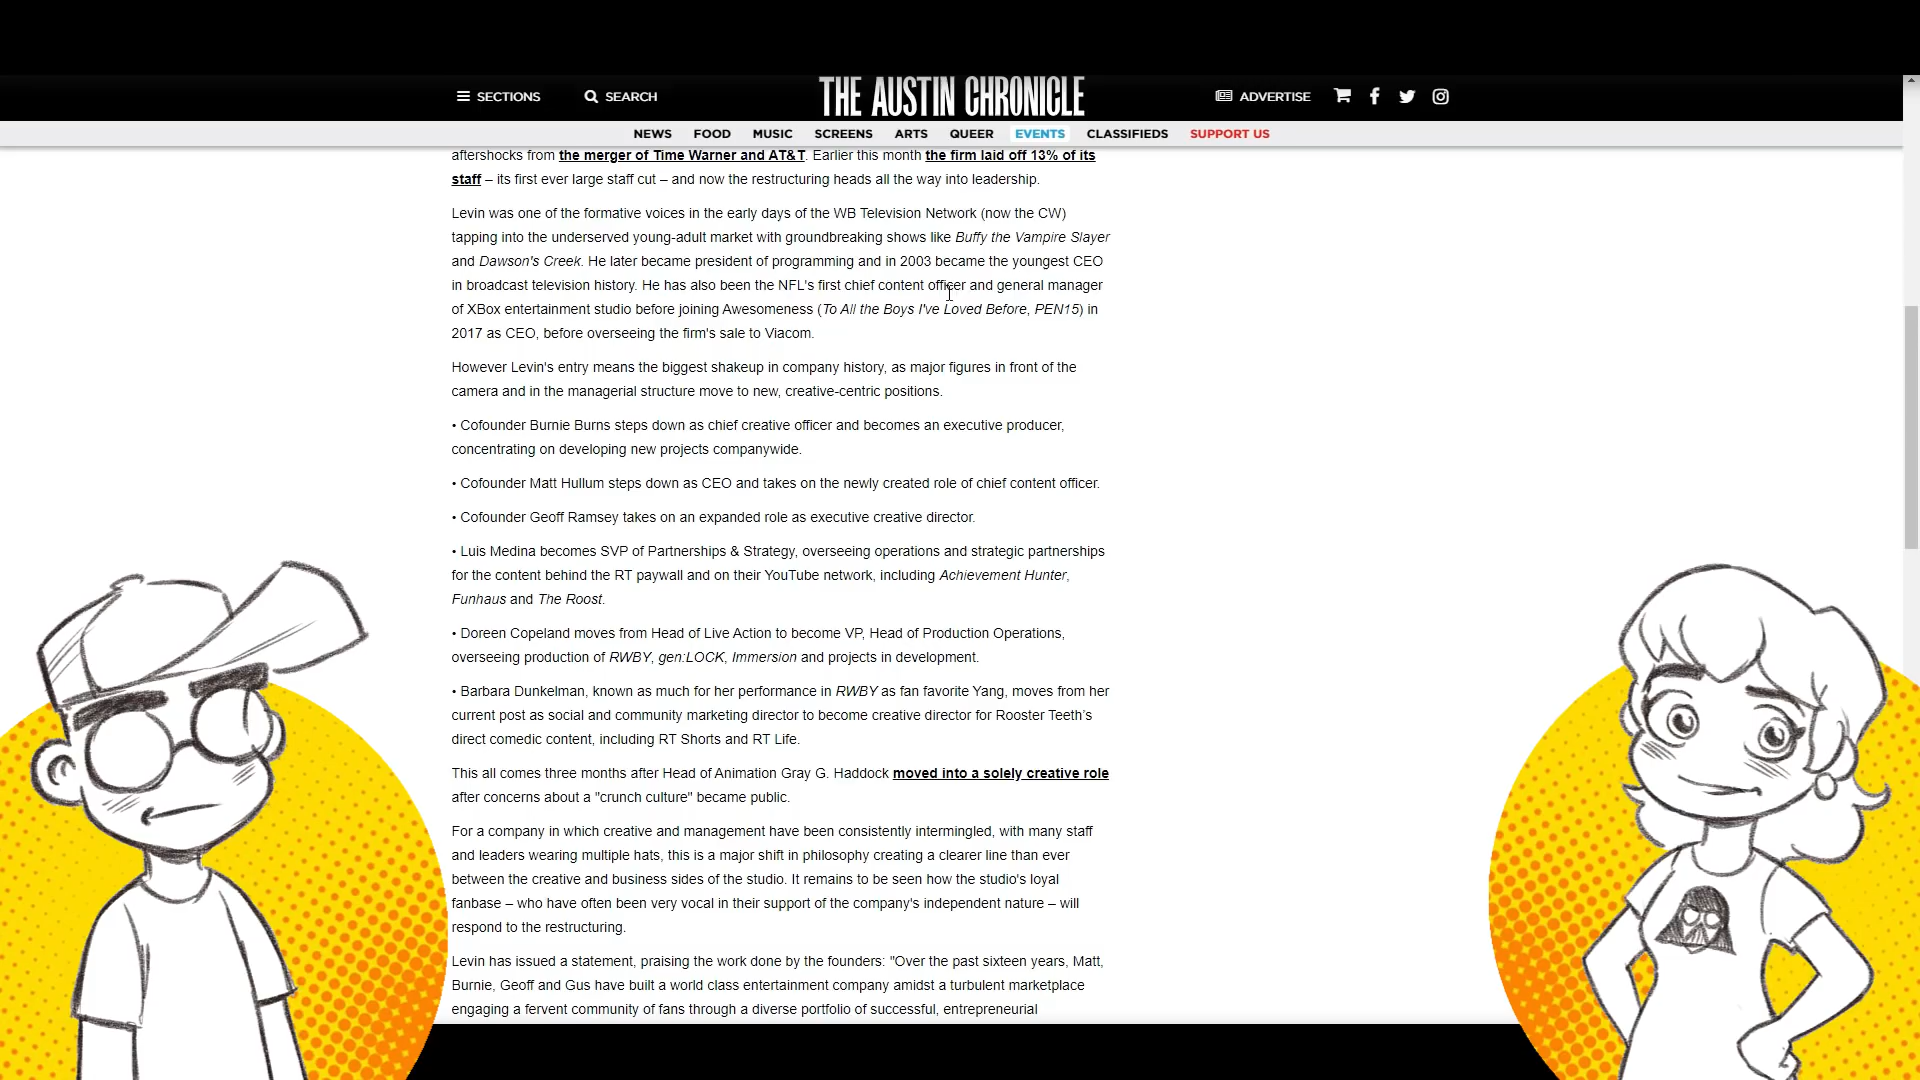 SECTIONS SEARCH THE AUSTIN CHRONICLE ADVERTISE
NEWS FOOD MUSIC SCREENS ARTS QUEER EVENTS CLASSIFIEDS SUPPORT US
aftershocks from the merger of Time Warner and AT&T. Earlier this month the firm laid off 13% of its
staff – its first ever large staff cut – and now the restructuring heads all the way into leadership.
Levin was one of the formative voices in the early days of the WB Television Network (now the CW)
tapping into the underserved young-adult market with groundbreaking shows like Buffy the Vampire Slayer
and Dawson's Creek. He later became president of programming and in 2003 became the youngest CEO
in broadcast television history. He has also been the NFL's first chief content officer and general manager
of XBox entertainment studio before joining Awesomeness (To All the Boys I've Loved Before, PEN15) in
2017 as CEO, before overseeing the firm's sale to Viacom.
However Levin's entry means the biggest shakeup in company history, as major figures in front of the
camera and in the managerial structure move to new, creative-centric positions.
• Cofounder Burnie Burns steps down as chief creative officer and becomes an executive producer,
concentrating on developing new projects companywide.
• Cofounder Matt Hullum steps down as CEO and takes on the newly created role of chief content officer.
• Cofounder Geoff Ramsey takes on an expanded role as executive creative director.
• Luis Medina becomes SVP of Partnerships & Strategy, overseeing operations and strategic partnerships
for the content behind the RT paywall and on their YouTube network, including Achievement Hunter,
Funhaus and The Roost.
• Doreen Copeland moves from Head of Live Action to become VP, Head of Production Operations,
overseeing production of RWBY, gen:LOCK, Immersion and projects in development.
• Barbara Dunkelman, known as much for her performance in RWBY as fan favorite Yang, moves from her
current post as social and community marketing director to become creative director for Rooster Teeth’s
direct comedic content, including RT Shorts and RT Life.
This all comes three months after Head of Animation Gray G. Haddock moved into a solely creative role
after concerns about a "crunch culture" became public.
For a company in which creative and management have been consistently intermingled, with many staff
and leaders wearing multiple hats, this is a major shift in philosophy creating a clearer line than ever
between the creative and business sides of the studio. It remains to be seen how the studio's loyal
fanbase – who have often been very vocal in their support of the company's independent nature – will
respond to the restructuring.
Levin has issued a statement, praising the work done by the founders: "Over the past sixteen years, Matt,
Burnie, Geoff and Gus have built a world class entertainment company amidst a turbulent marketplace
engaging a fervent community of fans through a diverse portfolio of successful, entrepreneurial